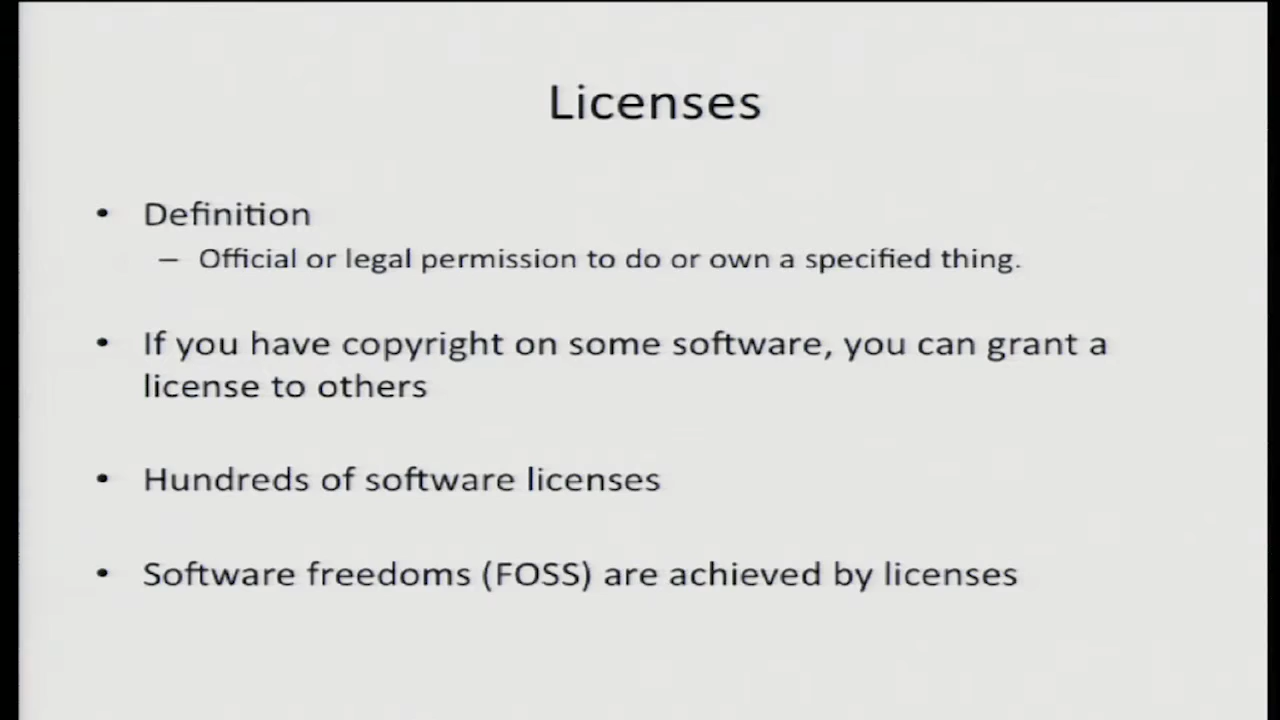 Licenses
• Definition
– Official or legal permission to do or own a specified thing.
• If you have copyright on some software, you can grant a
license to others
• Hundreds of software licenses
• Software freedoms (FOSS) are achieved by licenses